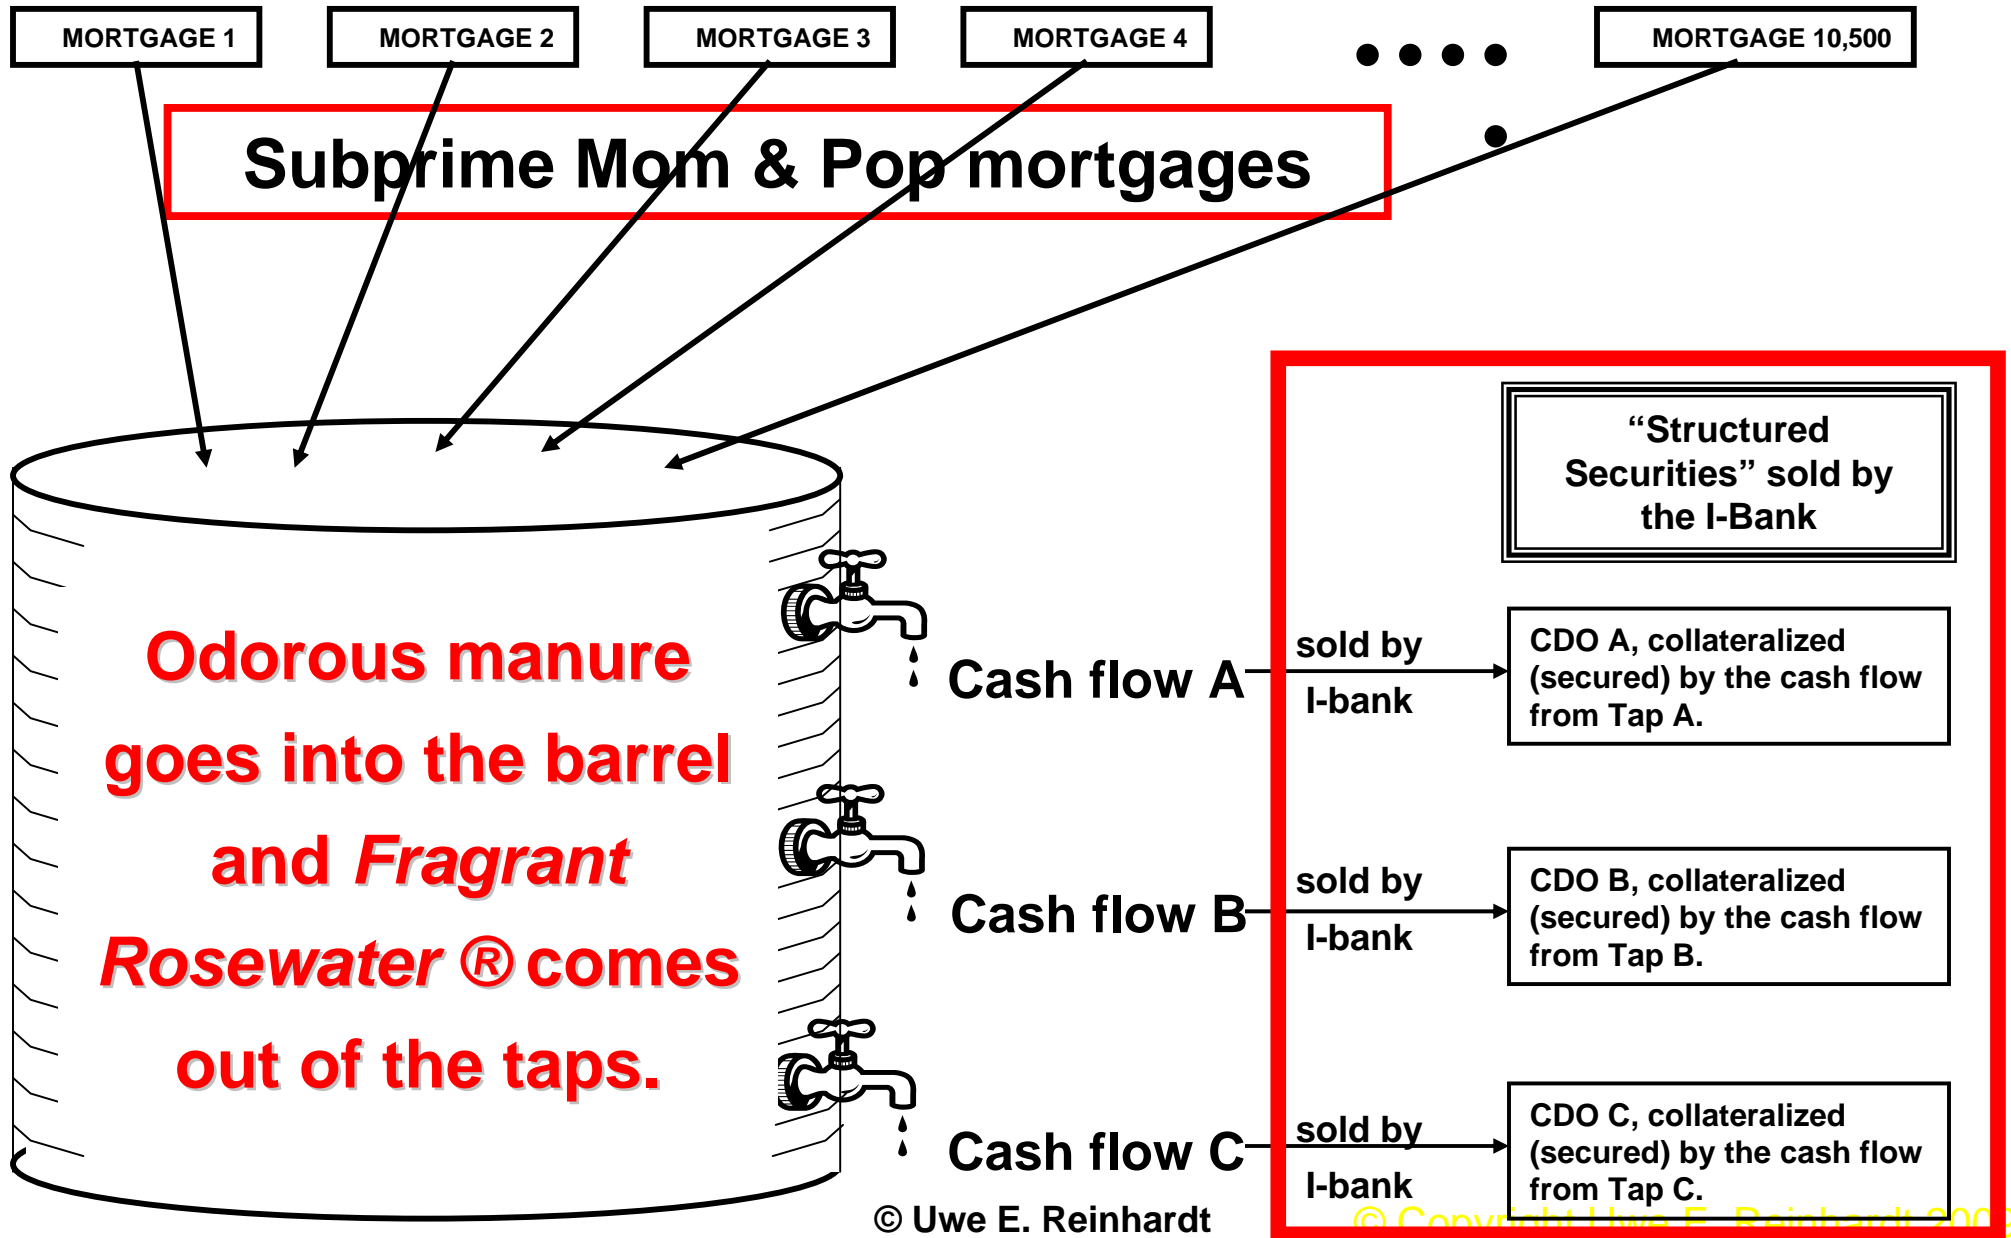 MORTGAGE 1
MORTGAGE 2
MORTGAGE 3
MORTGAGE 4
MORTGAGE 10,500
Subprime Mom & Pop mortgages
Odorous manure
goes into the barrel
and Fragrant
Rosewater ® comes
out of the taps.
“Structured
Securities” sold by
the I-Bank
Cash flow A
sold by
I-bank
CDO A, collateralized
(secured) by the cash flow
from Tap A.
Cash flow B
sold by
I-bank
CDO B, collateralized
(secured) by the cash flow
from Tap B.
Cash flow C
sold by
I-bank
CDO C, collateralized
(secured) by the cash flow
from Tap C.
© Uwe E. Reinhardt
© Copyright Uwe E. Reinhardt 2009